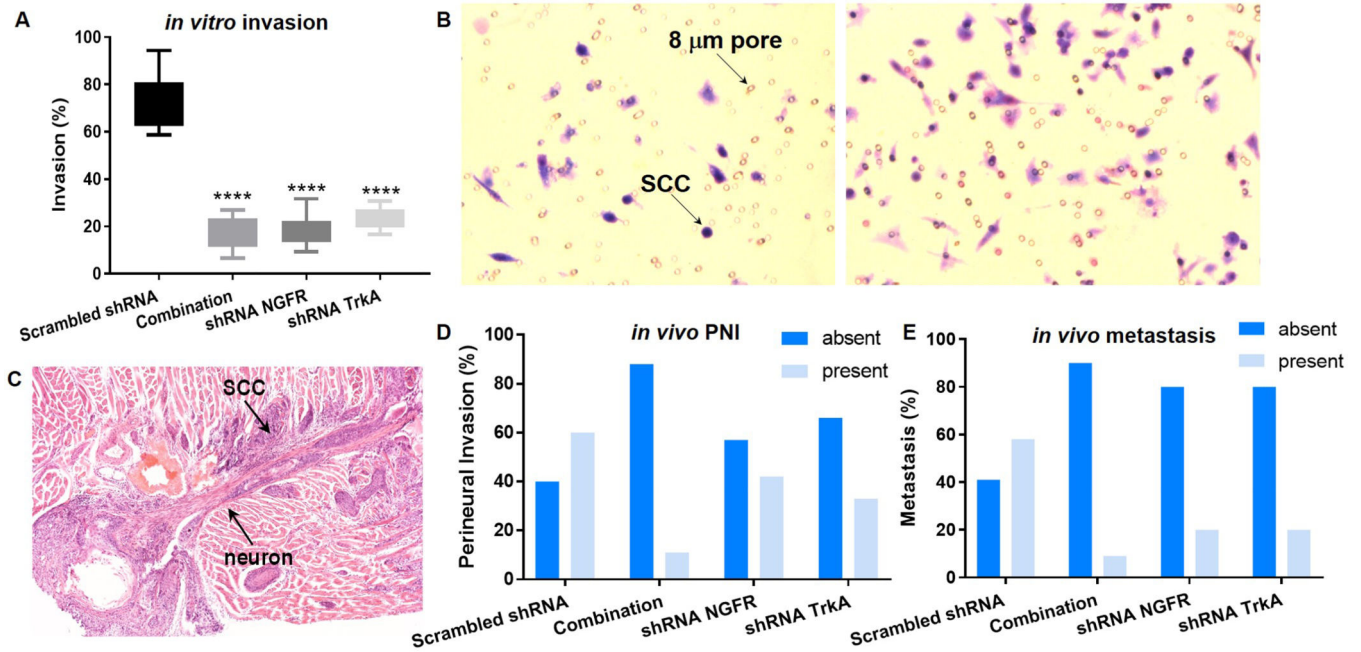 A
in vitro invasion
Invasion (%)
100
80
60
40
20
0
****
****
****
Scrambled shRNA
Combination
shRNA NGFR
shRNA TrkA
B
8 μm pore
SCC
C
SCC
neuron
D
in vivo PNI
absent
present
Perineural Invasion (%)
100
80
60
40
20
0
Scrambled shRNA
Combination
shRNA NGFR
shRNA TrkA
E
in vivo metastasis
absent
present
Metastasis (%)
100
80
60
40
20
0
Scrambled shRNA
Combination
shRNA NGFR
shRNA TrkA